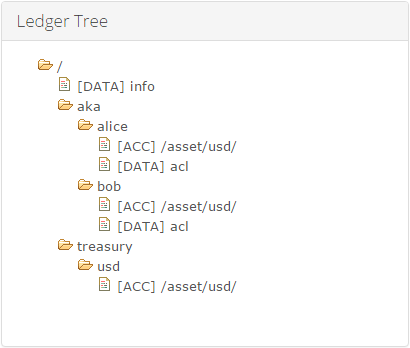 Ledger Tree
/
[DATA] info
aka
alice
[ACC] /asset/usd/
[DATA] acl
bob
[ACC] /asset/usd/
[DATA] acl
treasury
usd
[ACC] /asset/usd/